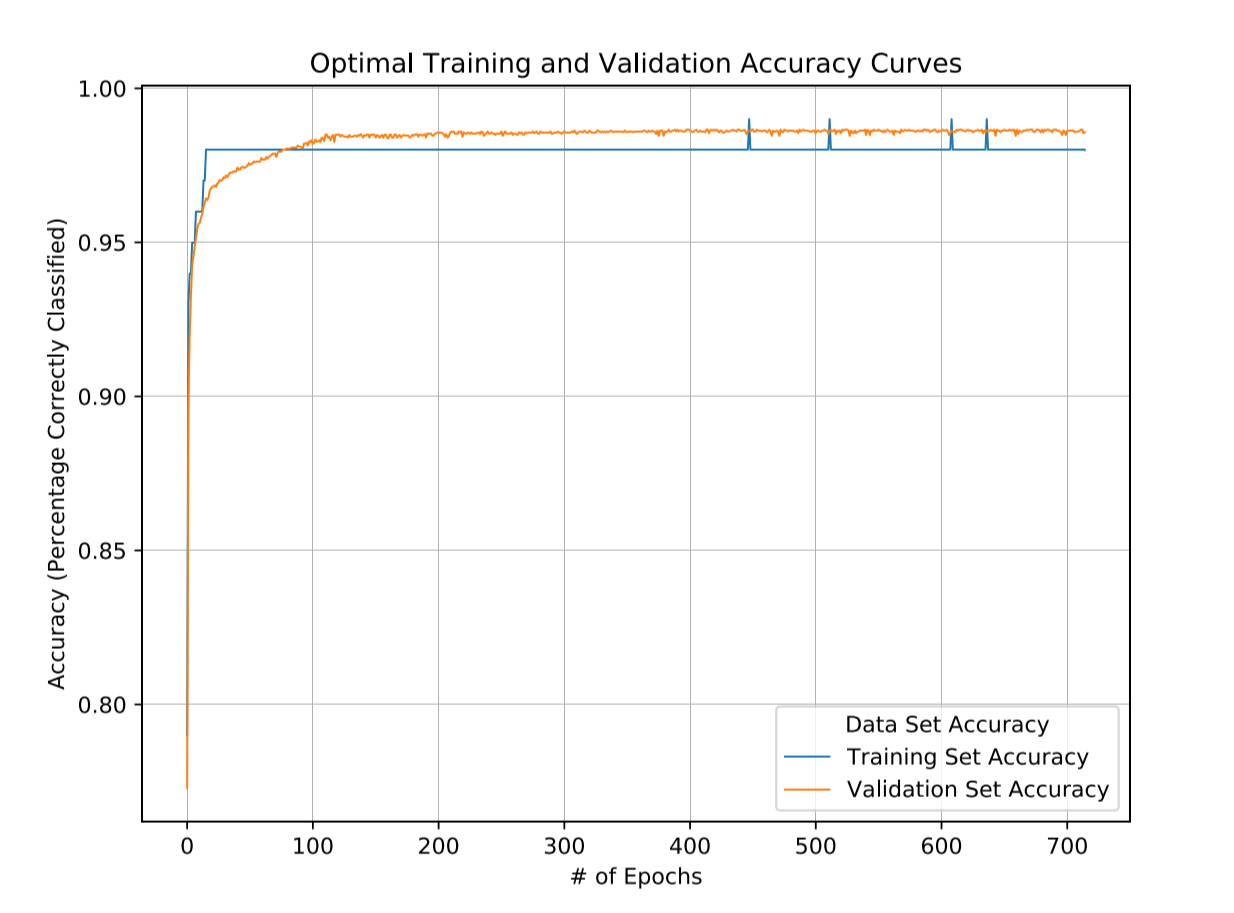 Optimal Training and Validation Accuracy Curves
Accuracy (Percentage Correctly Classified)
1.00
0.95
0.90
0.85
0.80
Data Set Accuracy
Training Set Accuracy
Validation Set Accuracy
0 100 200 300 400 500 600 700
# of Epochs